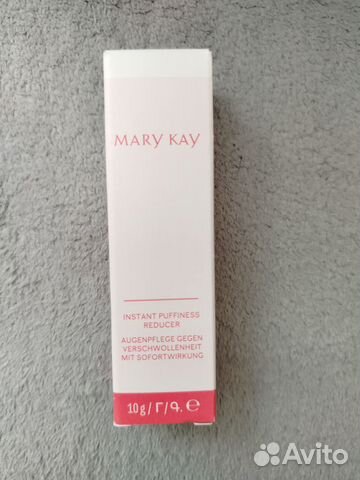 MARY KAY
INSTANT PUFFINESS
REDUCER
AUGENPFLEGE GEGEN
VERSCHWOLLENHEIT
MIT SOFORTWIRKUNG
10g/Г/գ. ℮
Avito